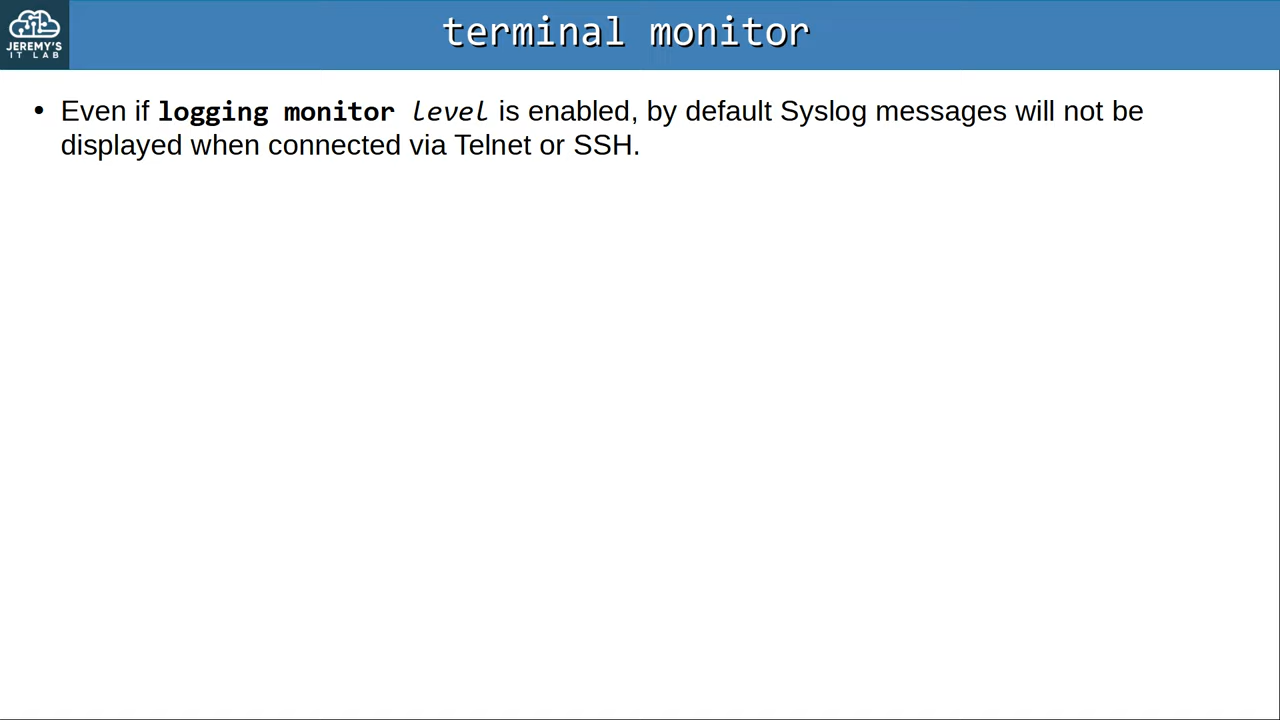 JEREMY'S
IT LAB
terminal monitor
• Even if logging monitor level is enabled, by default Syslog messages will not be
displayed when connected via Telnet or SSH.